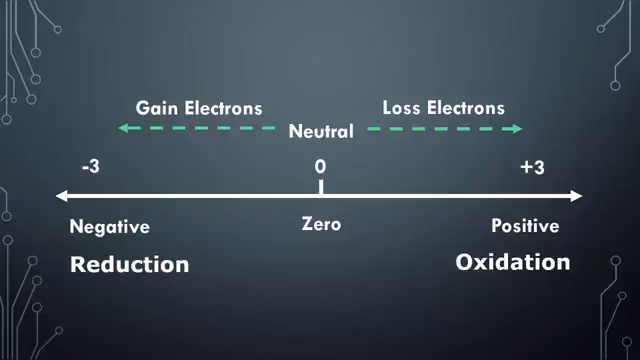 Gain Electrons
Loss Electrons
Neutral
-3
0
+3
Negative
Zero
Positive
Reduction
Oxidation